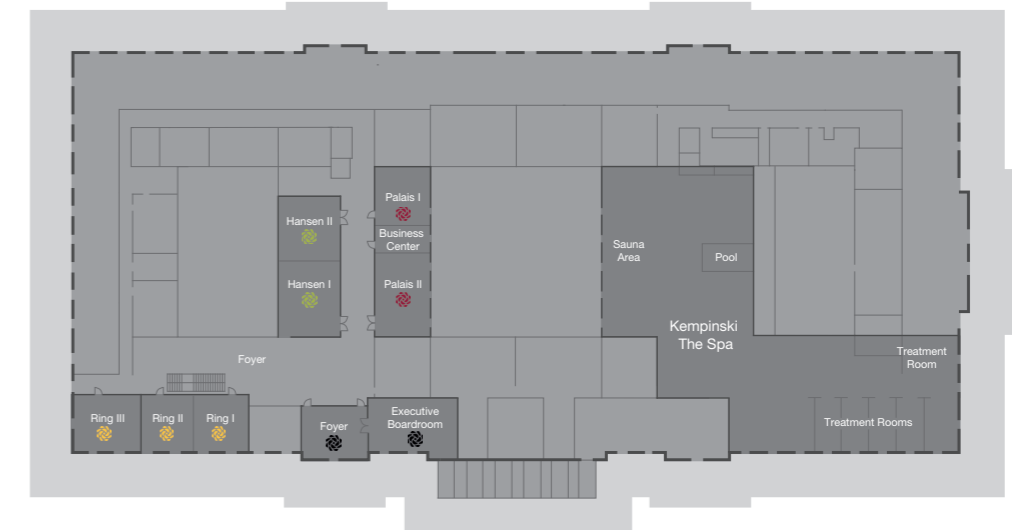 Palais I
Hansen II
Business
Center
Hansen I
Palais II
Sauna
Area
Pool
Kempinski
The Spa
Foyer
Treatment
Room
Ring III
Ring II
Ring I
Foyer
Executive
Boardroom
Treatment Rooms